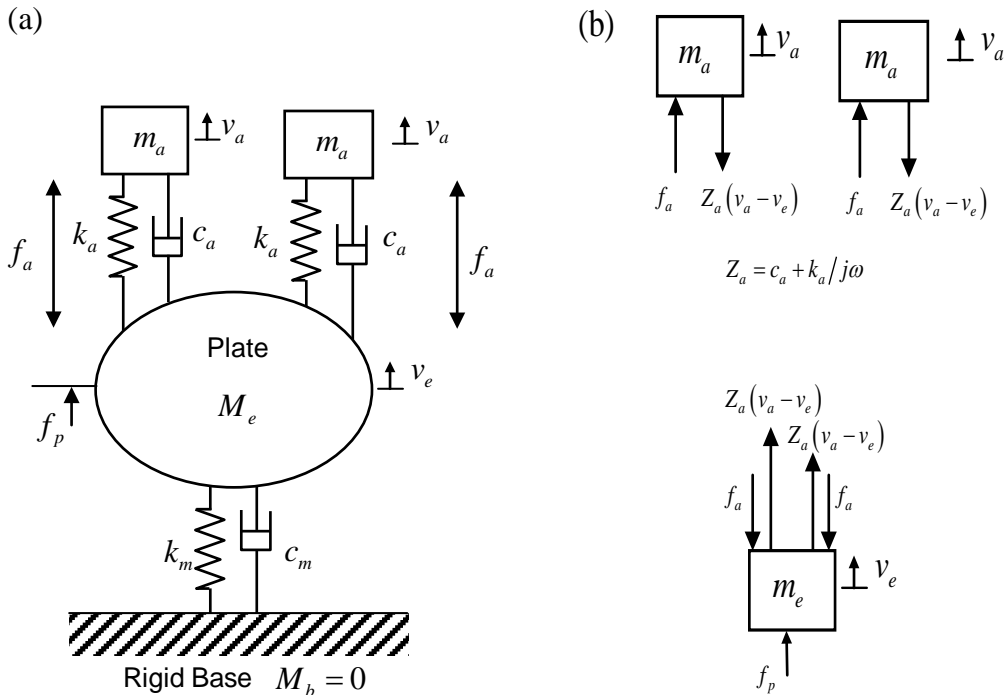 (a)
m_a
v_a
m_a
v_a
f_a
k_a
c_a
k_a
c_a
f_a
Plate
M_e
v_e
f_p
k_m
c_m
Rigid Base M_b = 0
(b)
m_a
v_a
m_a
v_a
f_a
Z_a(v_a − v_e)
f_a
Z_a(v_a − v_e)
Z_a = c_a + k_a/jω
Z_a(v_a − v_e)
Z_a(v_a − v_e)
f_a
f_a
m_e
v_e
f_p